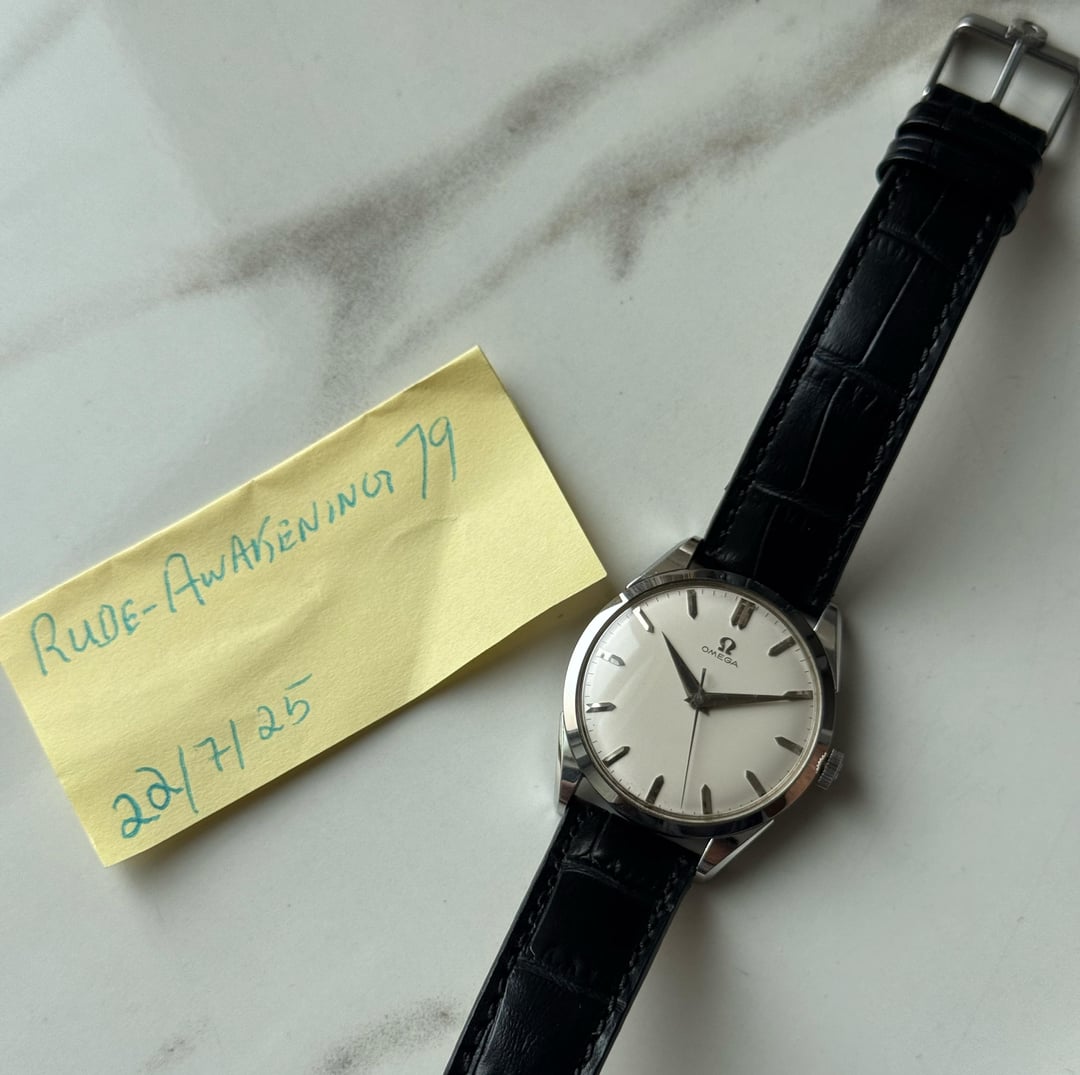 RUDE-AWAKENING79
22/7/25
Ω
OMEGA